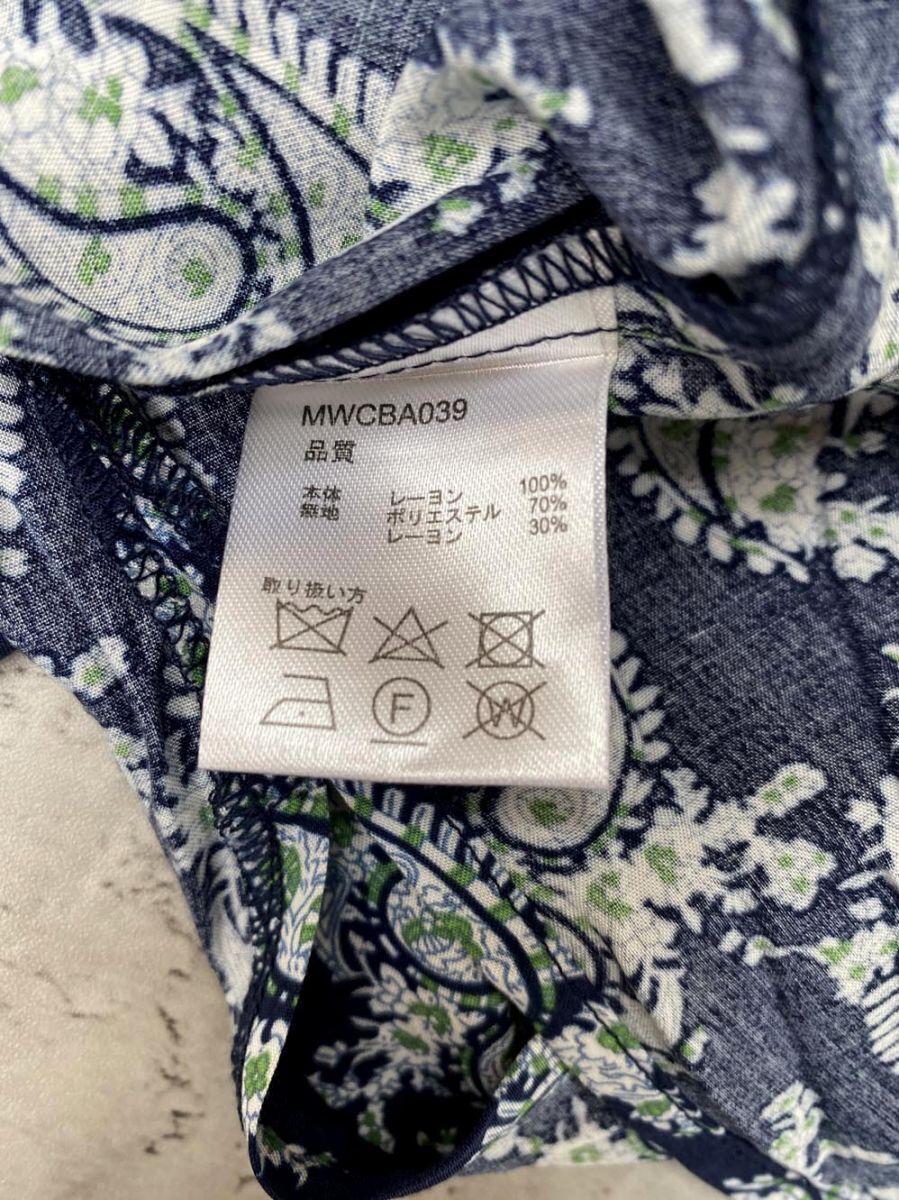 MWCBA039
品質
本体 レーヨン 100%
無地 ポリエステル 70%
レーヨン 30%
取り扱い方
F W